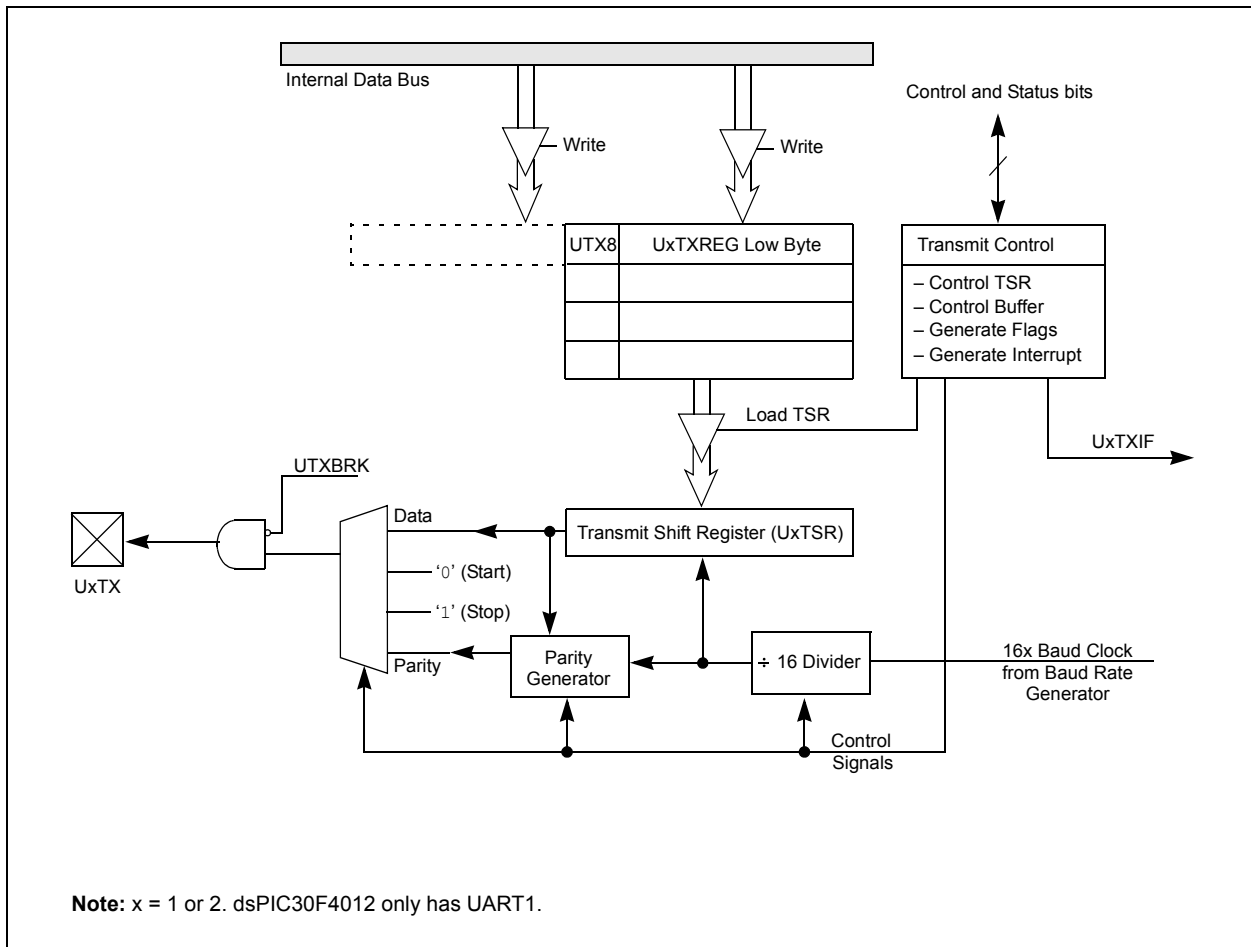 Internal Data Bus
Control and Status bits
Write
Write
UTX8
UxTXREG Low Byte
Transmit Control
– Control TSR
– Control Buffer
– Generate Flags
– Generate Interrupt
Load TSR
UxTXIF
UTXBRK
Data
Transmit Shift Register (UxTSR)
UxTX
‘0’ (Start)
‘1’ (Stop)
Parity
Parity
Generator
÷ 16 Divider
16x Baud Clock
from Baud Rate
Generator
Control
Signals
Note: x = 1 or 2. dsPIC30F4012 only has UART1.